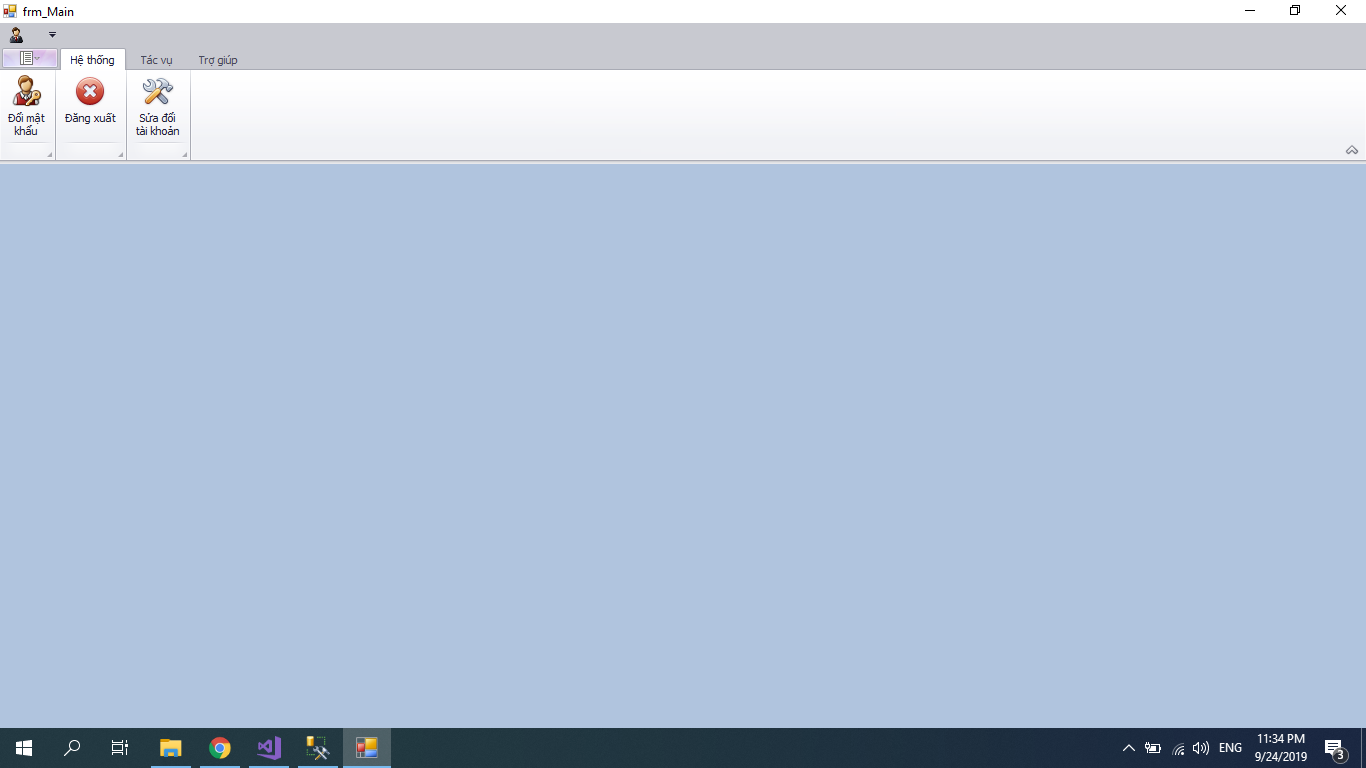 frm_Main
Hệ thống
Tác vụ
Trợ giúp
Đổi mật
khẩu
Đăng xuất
Sửa đổi
tài khoản
ENG
11:34 PM
9/24/2019
3